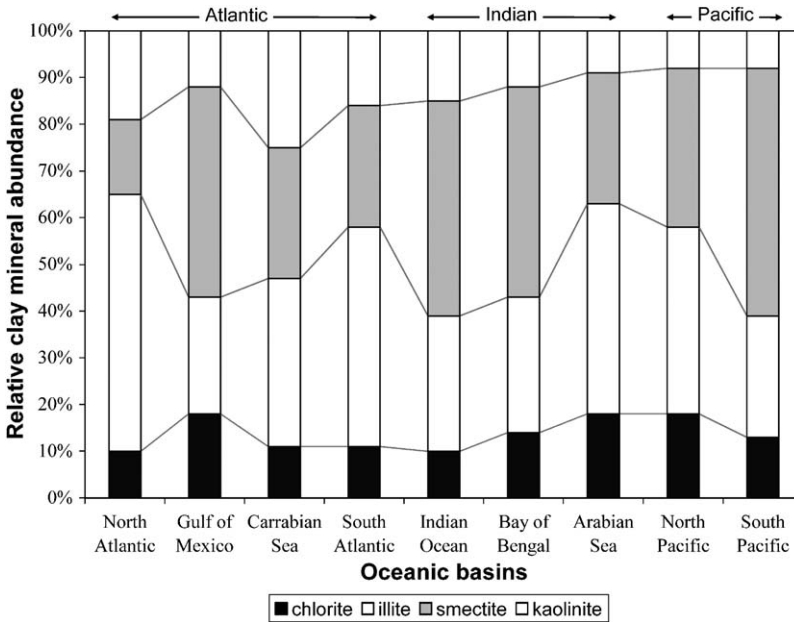 Atlantic Indian Pacific
100%
90%
80%
70%
60%
50%
40%
30%
20%
10%
0%
Relative clay mineral abundance
North Gulf of Carrabian South Indian Bay of Arabian North South
Atlantic Mexico Sea Atlantic Ocean Bengal Sea Pacific Pacific
Oceanic basins
chlorite illite smectite kaolinite